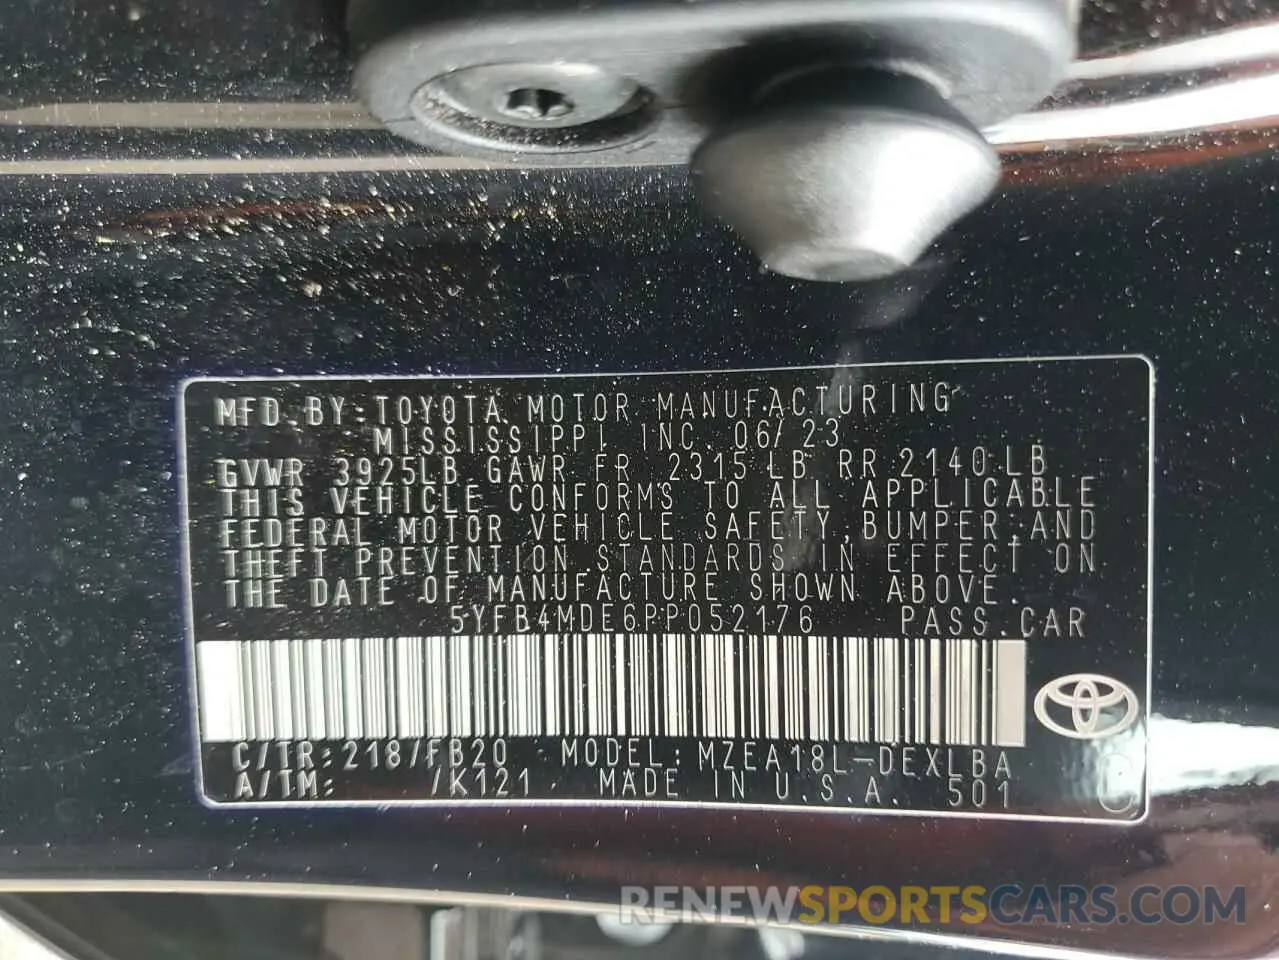 MFD. BY: TOYOTA MOTOR MANUFACTURING
MISSISSIPPI, INC. 06/23
GVWR 3925LB GAWR FR 2315LB RR 2140LB
THIS VEHICLE CONFORMS TO ALL APPLICABLE
FEDERAL MOTOR VEHICLE SAFETY, BUMPER, AND
THEFT PREVENTION STANDARDS IN EFFECT ON
THE DATE OF MANUFACTURE SHOWN ABOVE.
5YFB4MDE6PP052176 PASS. CAR
C/TR: 218/FB20 MODEL: MZEA18L-DEXLBA
A/TM: /K121 MADE IN U.S.A. 501
C
RENEWSPORTSCARS.COM